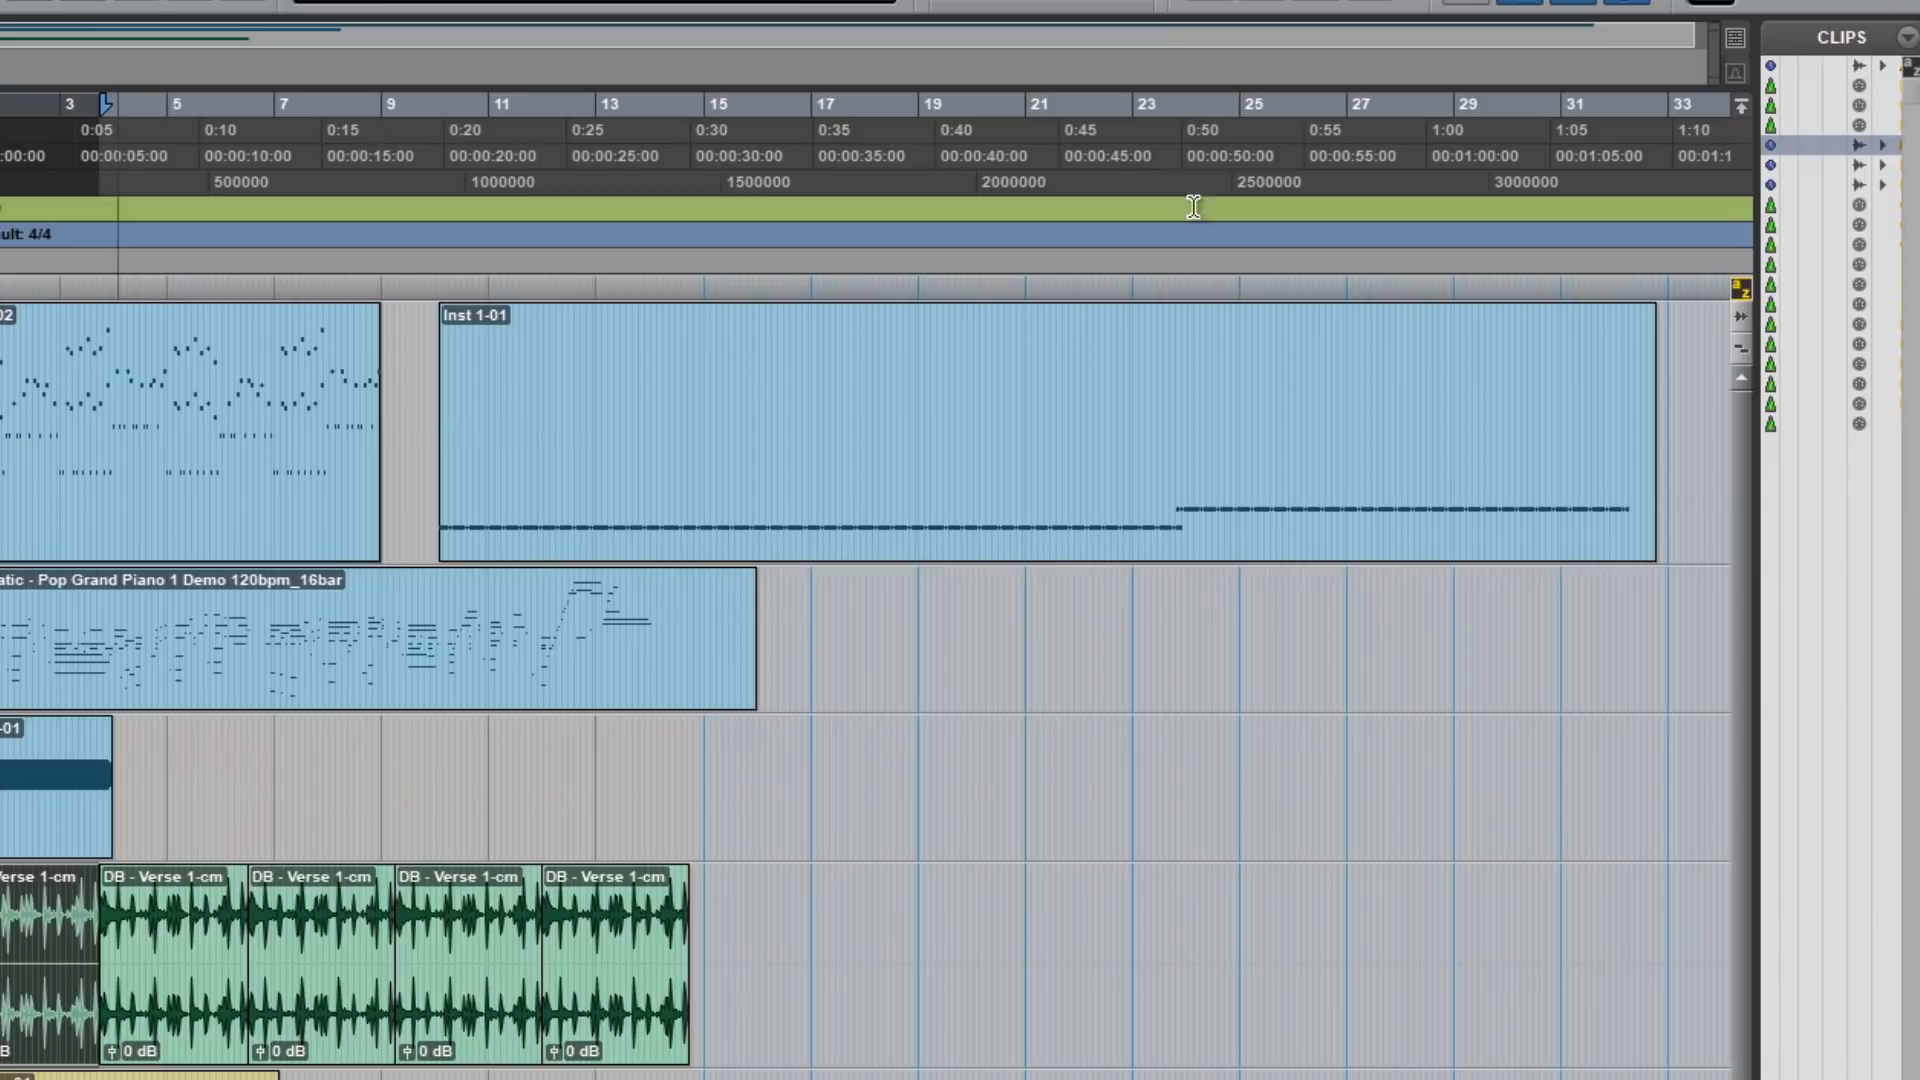 CLIPS
3 5 7 9 11 13 15 17 19 21 23 25 27 29 31 33
0:05 0:10 0:15 0:20 0:25 0:30 0:35 0:40 0:45 0:50 0:55 1:00 1:05 1:10
:00:00 00:00:05:00 00:00:10:00 00:00:15:00 00:00:20:00 00:00:25:00 00:00:30:00 00:00:35:00 00:00:40:00 00:00:45:00 00:00:50:00 00:00:55:00 00:01:00:00 00:01:05:00 00:01:1
500000 1000000 1500000 2000000 2500000 3000000
ult: 4/4
a z
a z
02 Inst 1-01
atic - Pop Grand Piano 1 Demo 120bpm_16bar
-01
erse 1-cm DB - Verse 1-cm DB - Verse 1-cm DB - Verse 1-cm DB - Verse 1-cm
B 0 dB 0 dB 0 dB 0 dB